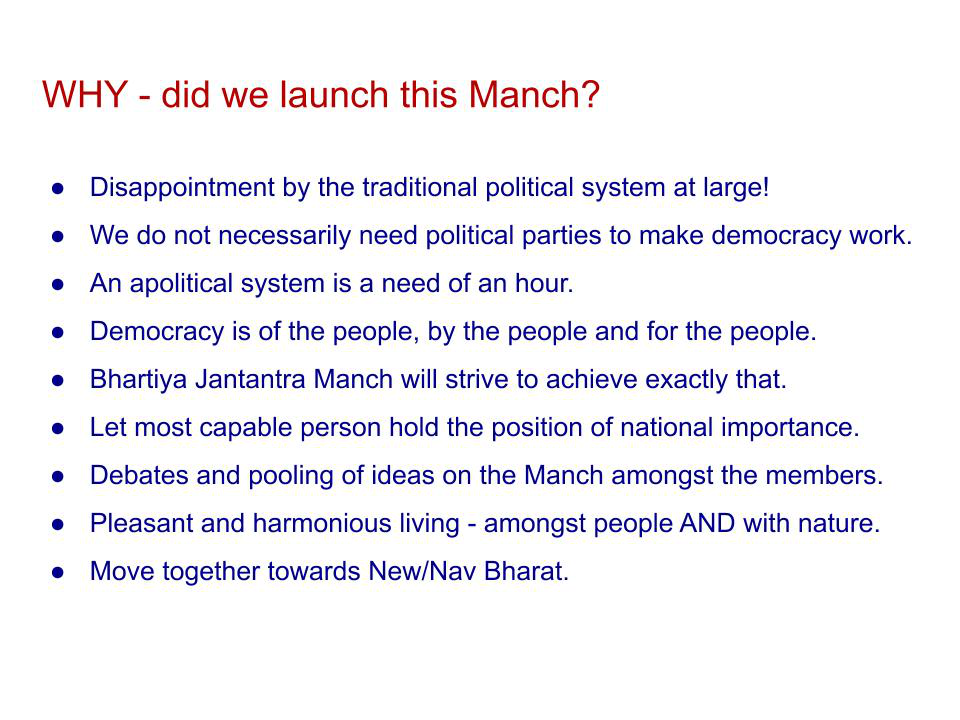 WHY - did we launch this Manch?
● Disappointment by the traditional political system at large!
● We do not necessarily need political parties to make democracy work.
● An apolitical system is a need of an hour.
● Democracy is of the people, by the people and for the people.
● Bhartiya Jantantra Manch will strive to achieve exactly that.
● Let most capable person hold the position of national importance.
● Debates and pooling of ideas on the Manch amongst the members.
● Pleasant and harmonious living - amongst people AND with nature.
● Move together towards New/Nav Bharat.